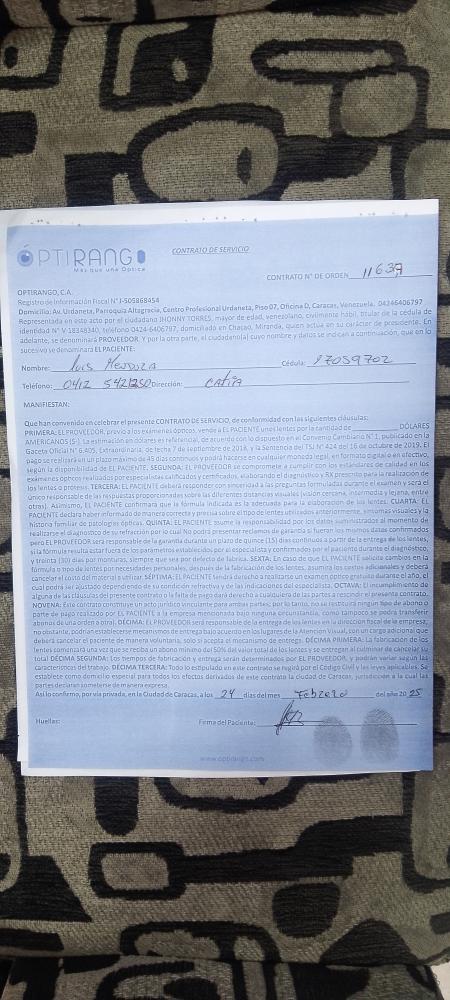 ÓPTIRANGO
Más que una Óptica
CONTRATO DE SERVICIO
CONTRATO N° DE ORDEN 11639
OPTIRANGO, C.A.
Registro de Información Fiscal N° J-505868454
Domicilio: Av. Urdaneta, Parroquia Altagracia, Centro Profesional Urdaneta, Piso 07, Oficina D, Caracas, Venezuela. 04246406797
Representada en este acto por el ciudadano JHONNY TORRES, mayor de edad, venezolano, civilmente hábil, titular de la cédula de
identidad N° V-18348340, teléfono 0424-6406797, domiciliado en Chacao, Miranda, quien actúa en su carácter de presidente. En
adelante, se denominará PROVEEDOR. Y por la otra parte, el ciudadano(a) cuyo nombre y datos se indican a continuación, que en lo
sucesivo se denominará EL PACIENTE:
Nombre: Luis Mendoza Cédula: 17059702
Teléfono: 0412 5421250 Dirección: Catia
MANIFIESTAN:
Que han convenido en celebrar el presente CONTRATO DE SERVICIO, de conformidad con las siguientes cláusulas:
PRIMERA: EL PROVEEDOR, previo a los exámenes ópticos, vende a EL PACIENTE unos lentes por la cantidad de DÓLARES
AMERICANOS ($-). La estimación en dólares es referencial, de acuerdo con lo dispuesto en el Convenio Cambiario N° 1, publicado en la
Gaceta Oficial N° 6.405, Extraordinaria, de fecha 7 de septiembre de 2018, y la Sentencia del TSJ N° 424 del 16 de octubre de 2019. El
pago se realizará en un plazo máximo de 45 días continuos y podrá hacerse en cualquier moneda legal, en formato digital o en efectivo,
según la disponibilidad de EL PACIENTE. SEGUNDA: EL PROVEEDOR se compromete a cumplir con los estándares de calidad en los
exámenes ópticos realizados por especialistas calificados y certificados, elaborando el diagnóstico y RX prescrito para la realización de
los lentes o prótesis. TERCERA: EL PACIENTE deberá responder con sinceridad a las preguntas formuladas durante el examen y será el
único responsable de las respuestas proporcionadas sobre las diferentes distancias visuales (visión cercana, intermedia y lejana, entre
otras). Asimismo, EL PACIENTE confirmará que la fórmula indicada es la adecuada para la elaboración de los lentes. CUARTA: EL
PACIENTE declara haber informado de manera correcta y precisa sobre el tipo de lentes utilizados anteriormente, síntomas visuales y la
historia familiar de patologías ópticas. QUINTA: EL PACIENTE asume la responsabilidad por los datos suministrados al momento de
realizarse el diagnóstico de su refracción por lo cual No podrá presentar reclamos de garantía si fueran los mismos datos confirmados
pero EL PROVEEDOR será responsable de la garantía durante un plazo de quince (15) días continuos a partir de la entrega de los lentes,
si la fórmula resulta estar fuera de los parámetros establecidos por el especialista y confirmados por el paciente durante el diagnóstico,
y treinta (30) días por monturas, siempre que sea por defecto de fábrica. SEXTA: En caso de que EL PACIENTE solicite cambios en la
fórmula o tipo de lentes por necesidades personales, después de la fabricación de los lentes, asumirá los costos adicionales y deberá
cancelar el costo del material a utilizar. SÉPTIMA: EL PACIENTE tendrá derecho a realizarse un examen óptico gratuito durante el año, el
cual podrá ser ajustado dependiendo de su condición refractiva y de las indicaciones del especialista. OCTAVA: El incumplimiento de
alguna de las cláusulas del presente contrato o la falta de pago dará derecho a cualquiera de las partes a rescindir el presente contrato.
NOVENA: Este contrato constituye un acto jurídico vinculante para ambas partes; por lo tanto, no se restituirá ningún tipo de abono o
parte de pago realizado por EL PACIENTE a la empresa mencionada bajo ninguna circunstancia, como tampoco se podrá transferir
abonos de una orden a otra). DÉCIMA: EL PROVEEDOR será responsable de la entrega de los lentes en la dirección fiscal de la empresa;
no obstante, podrían establecerse mecanismos de entrega bajo acuerdo en los lugares de la Atención Visual, con un cargo adicional que
deberá cancelar el paciente de manera voluntaria, solo si acepta el mecanismo de entrega. DÉCIMA PRIMERA: La fabricación de los
lentes comenzará una vez que se reciba un abono mínimo del 50% del valor total de los lentes y se entregan al culminar de cancelar su
total DÉCIMA SEGUNDA: Los tiempos de fabricación y entrega serán determinados por EL PROVEEDOR, y podrán variar según las
Características del trabajo. DÉCIMA TERCERA: Todo lo estipulado en este contrato se regirá por el Código Civil y las leyes aplicables. Se
establece como domicilio especial para todos los efectos derivados de este contrato la ciudad de Caracas, jurisdicción a la cual las
partes declaran someterse de manera expresa.
Así lo confirmo, por vía privada, en la Ciudad de Caracas, a los 24 días del mes Febrero del año 2025
Huellas: Firma del Paciente:
www.optirango.com